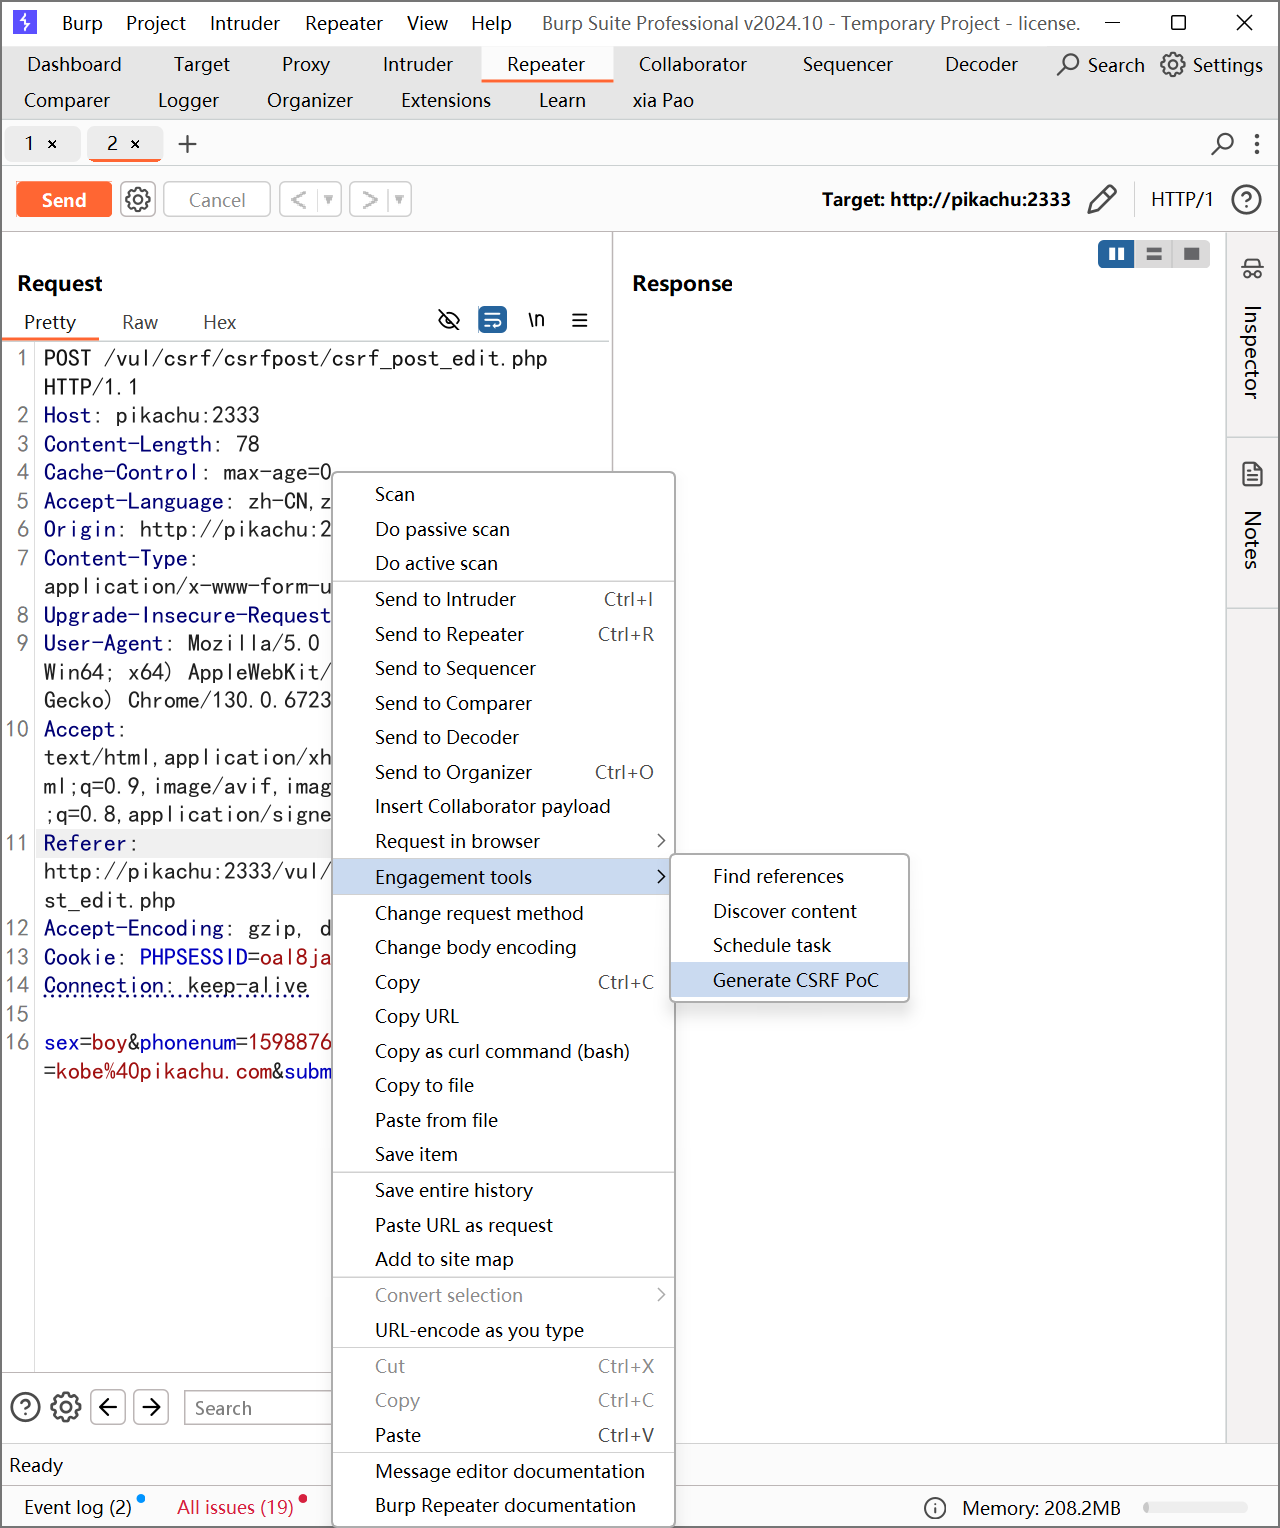 Burp Project Intruder Repeater View Help Burp Suite Professional v2024.10 - Temporary Project - license.
Dashboard Target Proxy Intruder Repeater Collaborator Sequencer Decoder Search Settings
Comparer Logger Organizer Extensions Learn xia Pao
1 × 2 × +
Send Cancel < > Target: http://pikachu:2333 HTTP/1
Request
Response
Pretty Raw Hex \n
1 POST /vul/csrf/csrfpost/csrf_post_edit.php
HTTP/1.1
2 Host: pikachu:2333
3 Content-Length: 78
4 Cache-Control: max-age=0
5 Accept-Language: zh-CN,z
6 Origin: http://pikachu:2
7 Content-Type:
application/x-www-form-u
8 Upgrade-Insecure-Request
9 User-Agent: Mozilla/5.0
Win64; x64) AppleWebKit/
Gecko) Chrome/130.0.6723
10 Accept:
text/html,application/xh
ml;q=0.9,image/avif,imag
;q=0.8,application/signe
11 Referer:
http://pikachu:2333/vul/
st_edit.php
12 Accept-Encoding: gzip, d
13 Cookie: PHPSESSID=oal8ja
14 Connection: keep-alive
15
16 sex=boy&phonenum=1598876
=kobe%40pikachu.com&subm
Scan
Do passive scan
Do active scan
Send to Intruder Ctrl+I
Send to Repeater Ctrl+R
Send to Sequencer
Send to Comparer
Send to Decoder
Send to Organizer Ctrl+O
Insert Collaborator payload
Request in browser
Engagement tools
Change request method
Change body encoding
Copy Ctrl+C
Copy URL
Copy as curl command (bash)
Copy to file
Paste from file
Save item
Save entire history
Paste URL as request
Add to site map
Convert selection
URL-encode as you type
Cut Ctrl+X
Copy Ctrl+C
Paste Ctrl+V
Message editor documentation
Burp Repeater documentation
Find references
Discover content
Schedule task
Generate CSRF PoC
Inspector
Notes
Search
Ready
Event log (2) All issues (19) Memory: 208.2MB